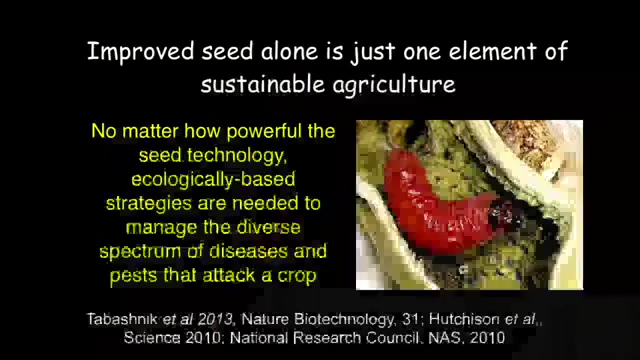 Improved seed alone is just one element of
sustainable agriculture
No matter how powerful the
seed technology,
ecologically-based
strategies are needed to
manage the diverse
spectrum of diseases and
pests that attack a crop
Tabashnik et al 2013, Nature Biotechnology, 31; Hutchison et al,,
Science 2010; National Research Council, NAS, 2010